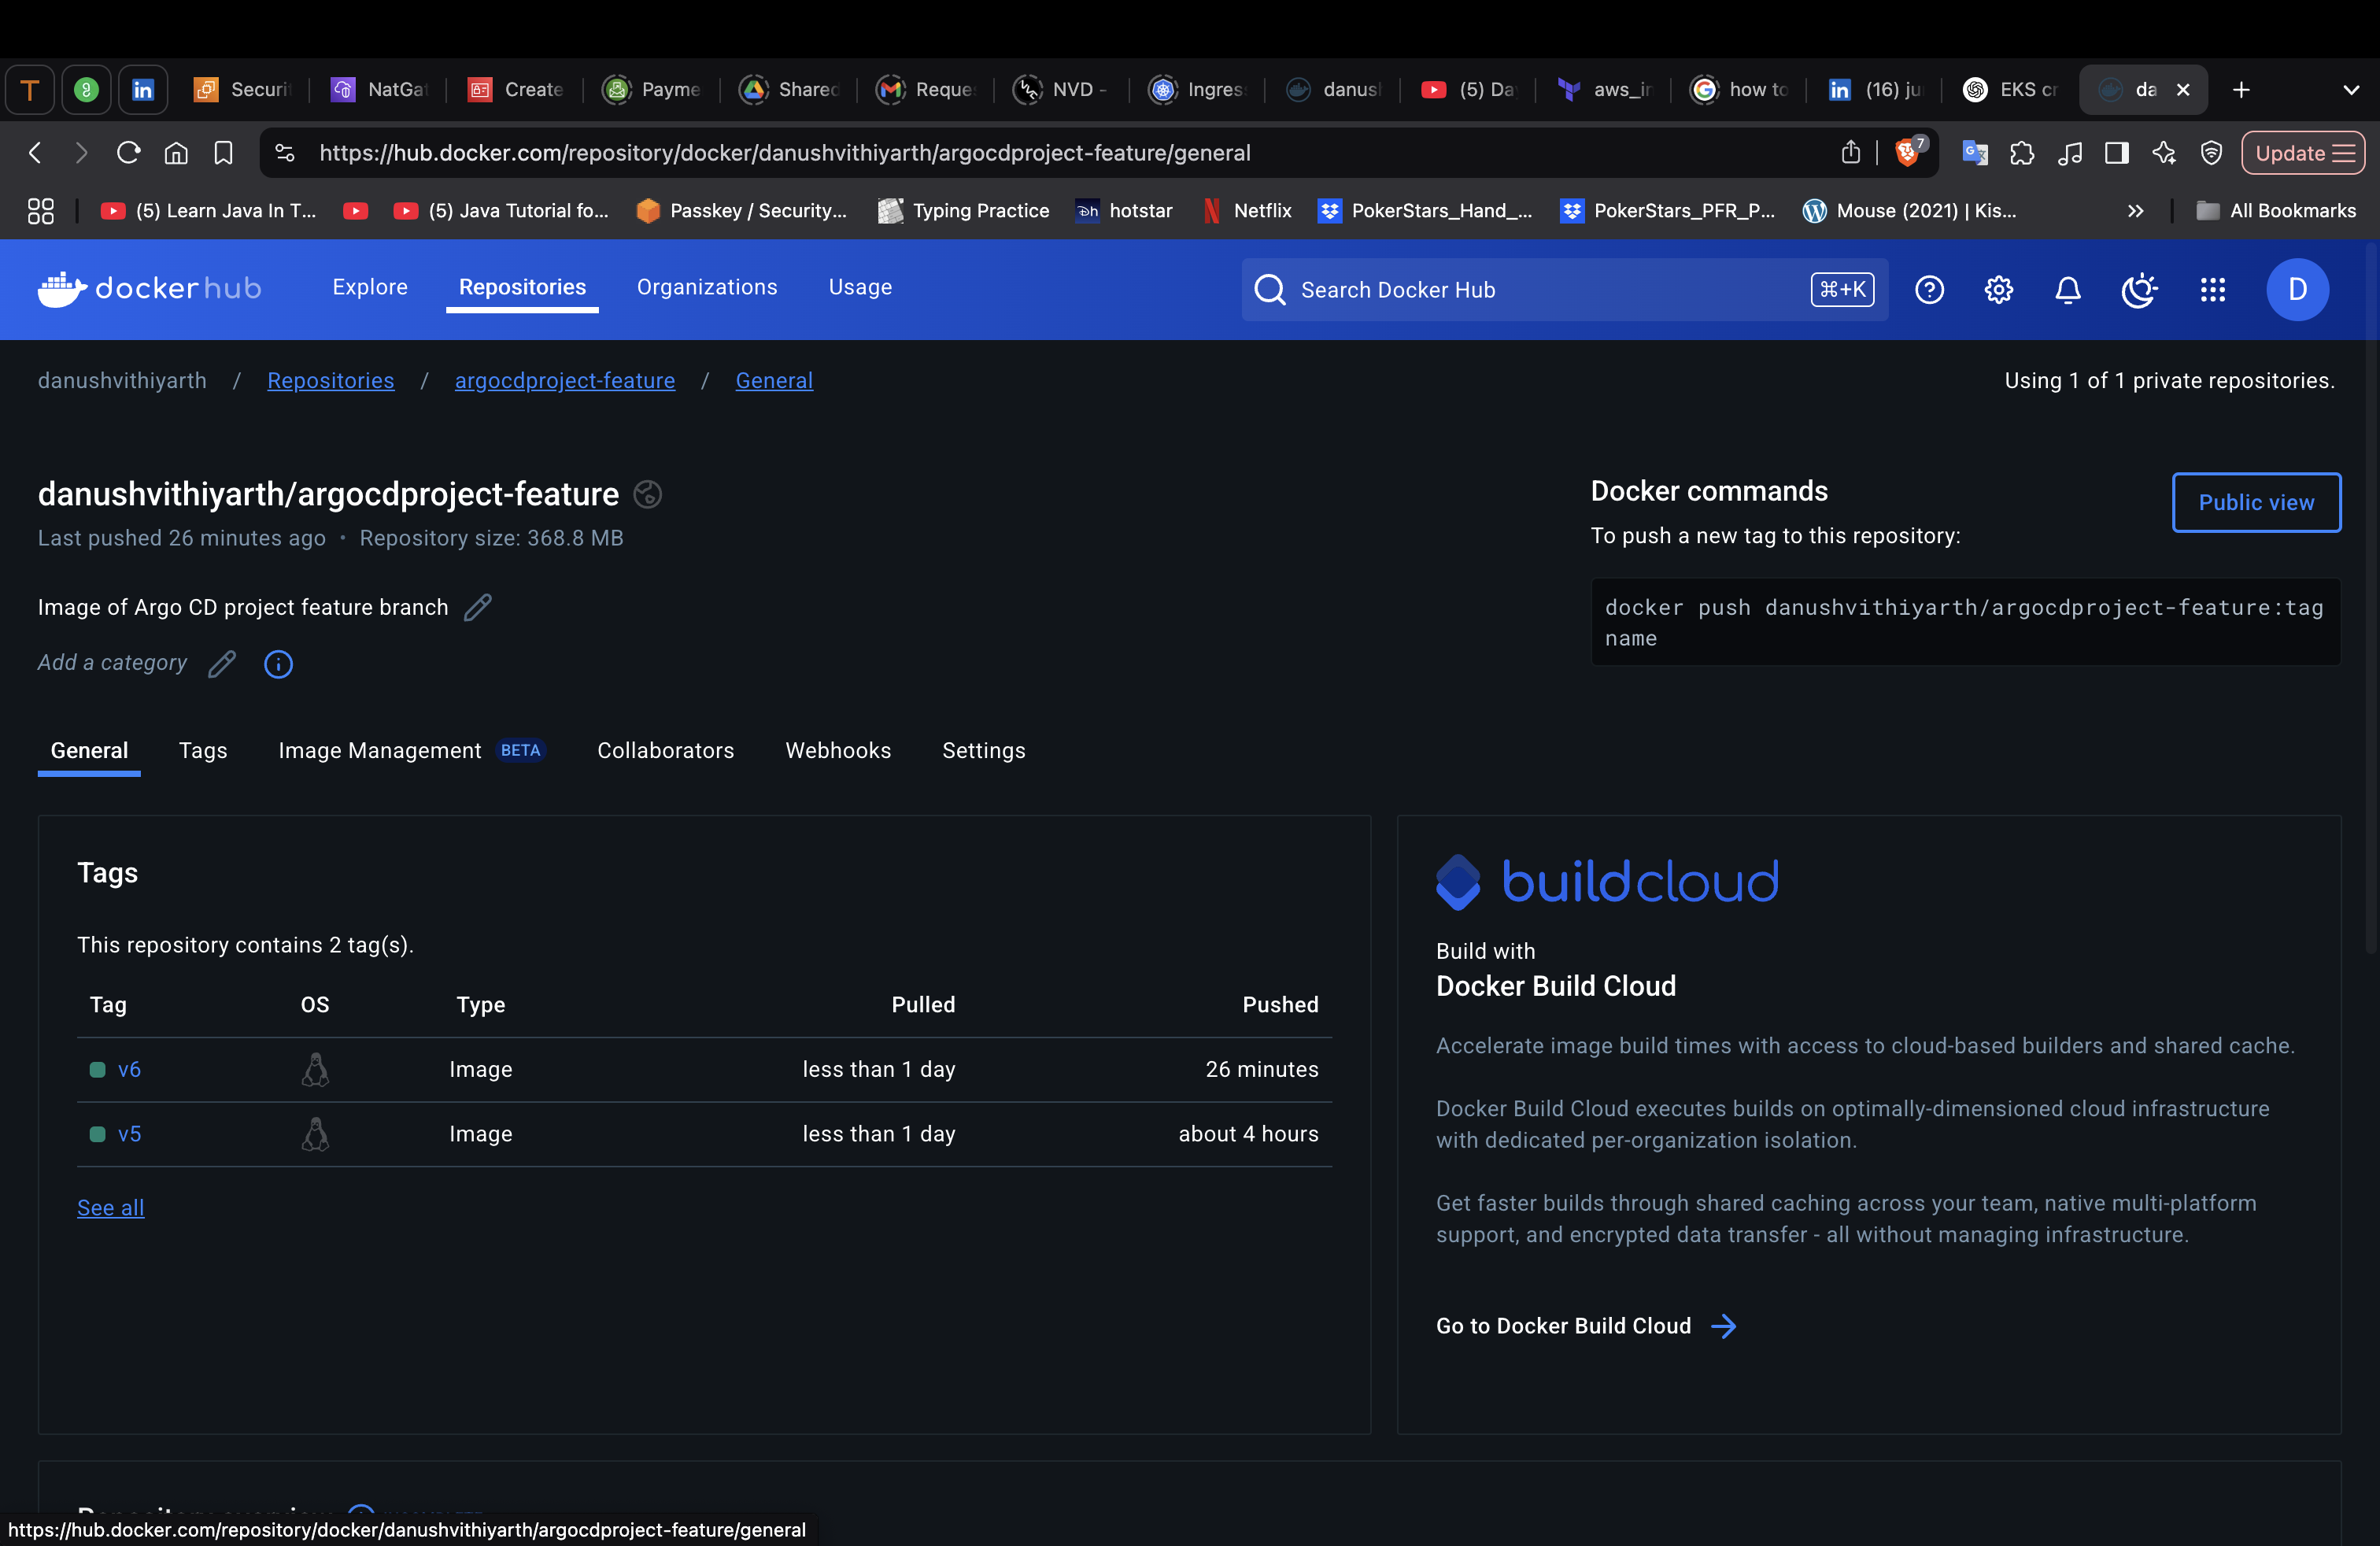 T
in
Securi
NatGat
Create
Payme
Shared
Reque
NVD -
Ingres
danush
(5) Da
aws_in
how to
in
(16) ju
EKS cr
da
https://hub.docker.com/repository/docker/danushvithiyarth/argocdproject-feature/general
7
Update
(5) Learn Java In T...
(5) Java Tutorial fo...
Passkey / Security...
Typing Practice
hotstar
Netflix
PokerStars_Hand_...
PokerStars_PFR_P...
Mouse (2021) | Kis...
All Bookmarks
dockerhub
Explore
Repositories
Organizations
Usage
Search Docker Hub
⌘+K
D
danushvithiyarth / Repositories / argocdproject-feature / General
Using 1 of 1 private repositories.
danushvithiyarth/argocdproject-feature
Last pushed 26 minutes ago • Repository size: 368.8 MB
Image of Argo CD project feature branch
Add a category
Docker commands
Public view
To push a new tag to this repository:
docker push danushvithiyarth/argocdproject-feature:tag
name
General
Tags
Image Management BETA
Collaborators
Webhooks
Settings
Tags
This repository contains 2 tag(s).
Tag OS Type Pulled Pushed
v6 Image less than 1 day 26 minutes
v5 Image less than 1 day about 4 hours
See all
buildcloud
Build with
Docker Build Cloud
Accelerate image build times with access to cloud-based builders and shared cache.
Docker Build Cloud executes builds on optimally-dimensioned cloud infrastructure
with dedicated per-organization isolation.
Get faster builds through shared caching across your team, native multi-platform
support, and encrypted data transfer - all without managing infrastructure.
Go to Docker Build Cloud
Repository overview
https://hub.docker.com/repository/docker/danushvithiyarth/argocdproject-feature/general